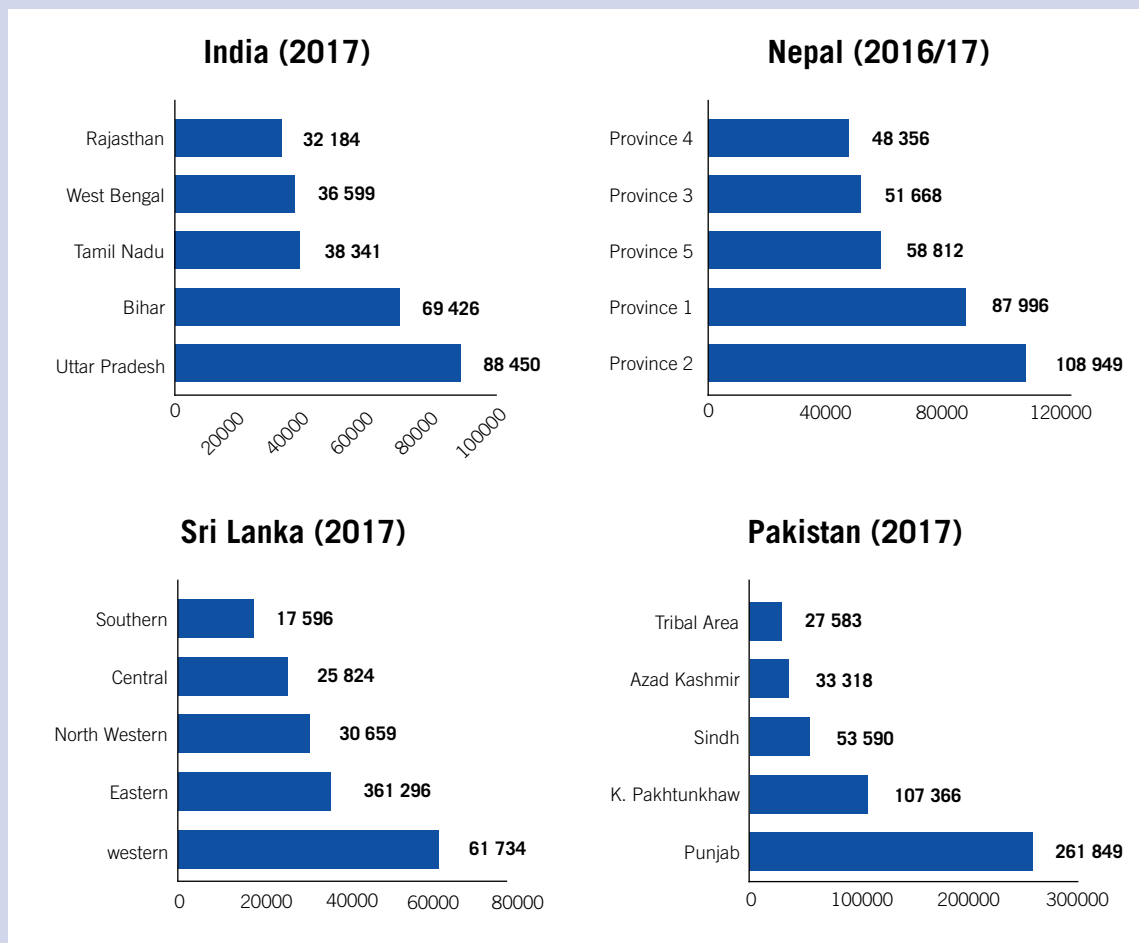 India (2017)
Rajasthan 32 184
West Bengal 36 599
Tamil Nadu 38 341
Bihar 69 426
Uttar Pradesh 88 450
0 20000 40000 60000 80000 100000
Nepal (2016/17)
Province 4 48 356
Province 3 51 668
Province 5 58 812
Province 1 87 996
Province 2 108 949
0 40000 80000 120000
Sri Lanka (2017)
Southern 17 596
Central 25 824
North Western 30 659
Eastern 361 296
western 61 734
0 20000 40000 60000 80000
Pakistan (2017)
Tribal Area 27 583
Azad Kashmir 33 318
Sindh 53 590
K. Pakhtunkhaw 107 366
Punjab 261 849
0 100000 200000 300000